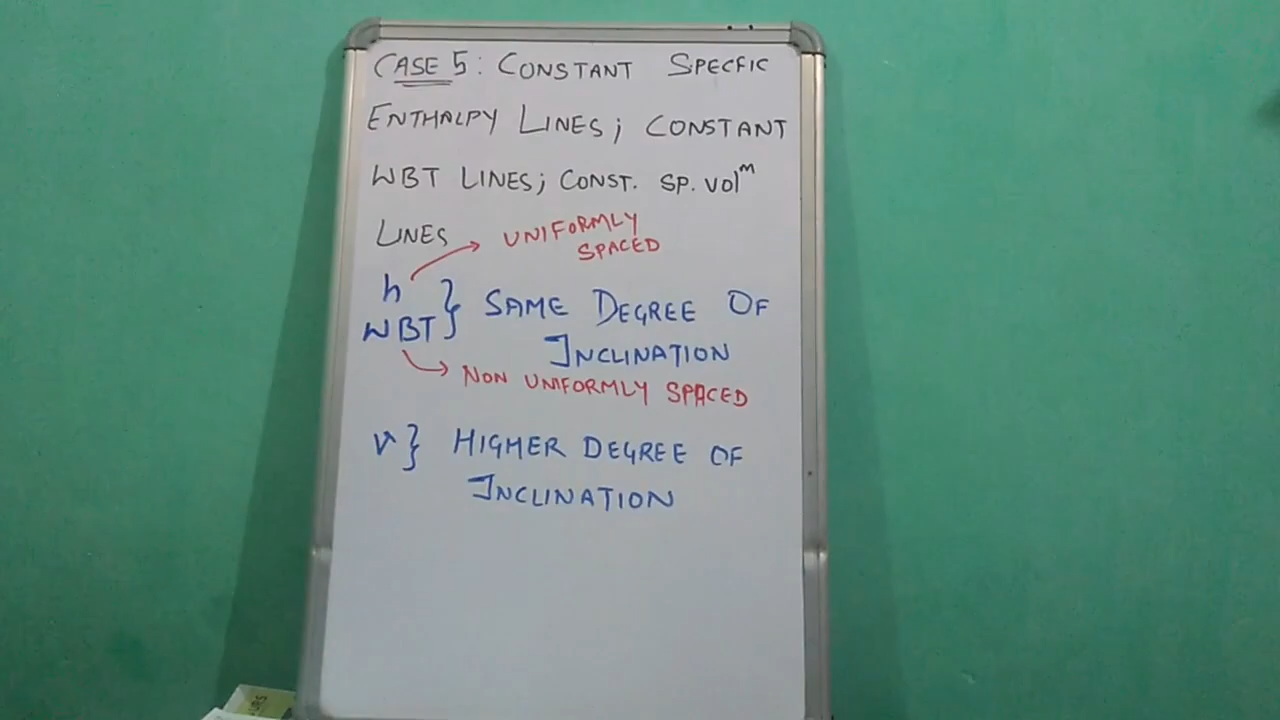 CASE 5: CONSTANT SPECFIC
ENTHALPY LINES; CONSTANT
WBT LINES; CONST. SP. VOLᵐ
LINES
UNIFORMLY
SPACED
h
WBT } SAME DEGREE OF
INCLINATION
NON UNIFORMLY SPACED
v } HIGHER DEGREE OF
INCLINATION